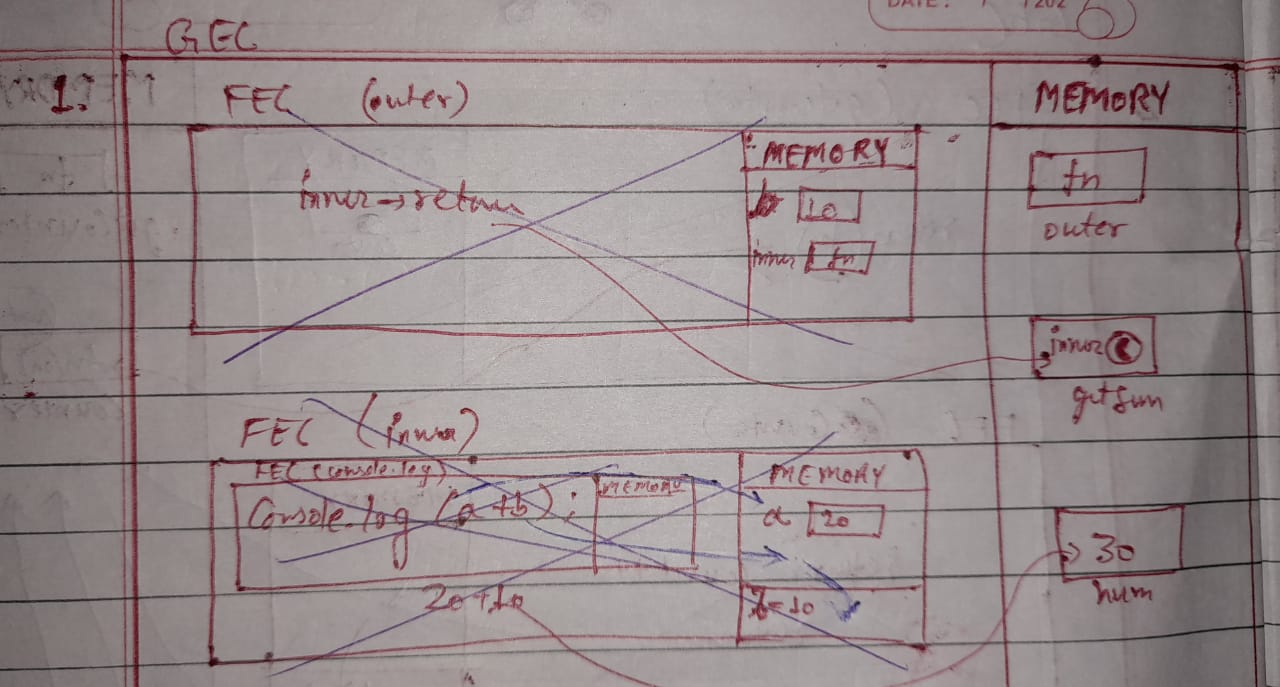 DATE: / /202
GEC
1.
FEC (outer)
MEMORY
MEMORY
inner→return
b 10
inner fn
fn
outer
inner C
getSum
FEC (inner)
FEC (console.log)
MEMORY
MEMORY
Console.log (a+b);
a 20
20+10
b=10
30
num